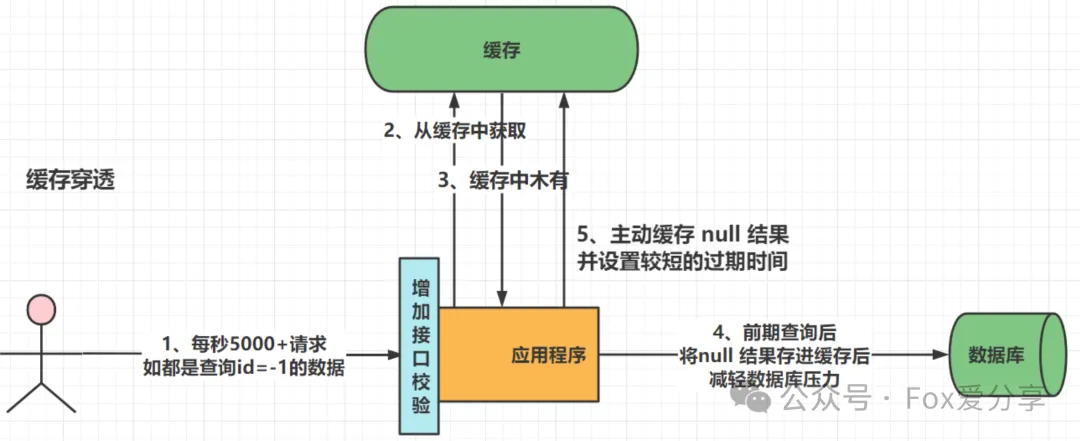 缓存
2、从缓存中获取
3、缓存中木有
缓存穿透
5、主动缓存 null 结果
并设置较短的过期时间
增加接口校验
1、每秒5000+请求
如都是查询id=-1的数据
应用程序
4、前期查询后
将null 结果存进缓存后
减轻数据库压力
数据库
公众号 · Fox爱分享